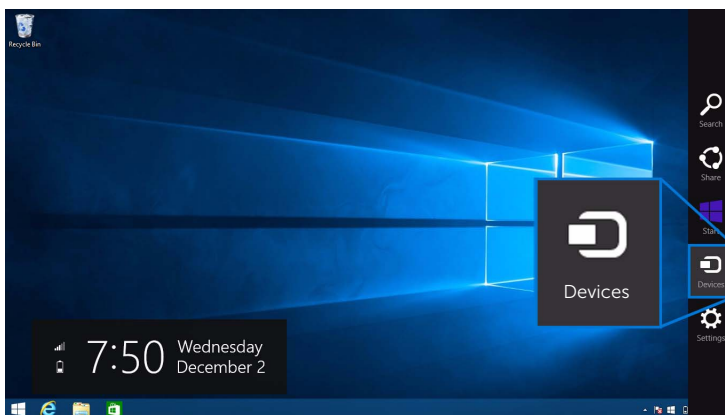 Recycle Bin
Search
Share
Start
Devices
Devices
Settings
7:50
Wednesday
December 2